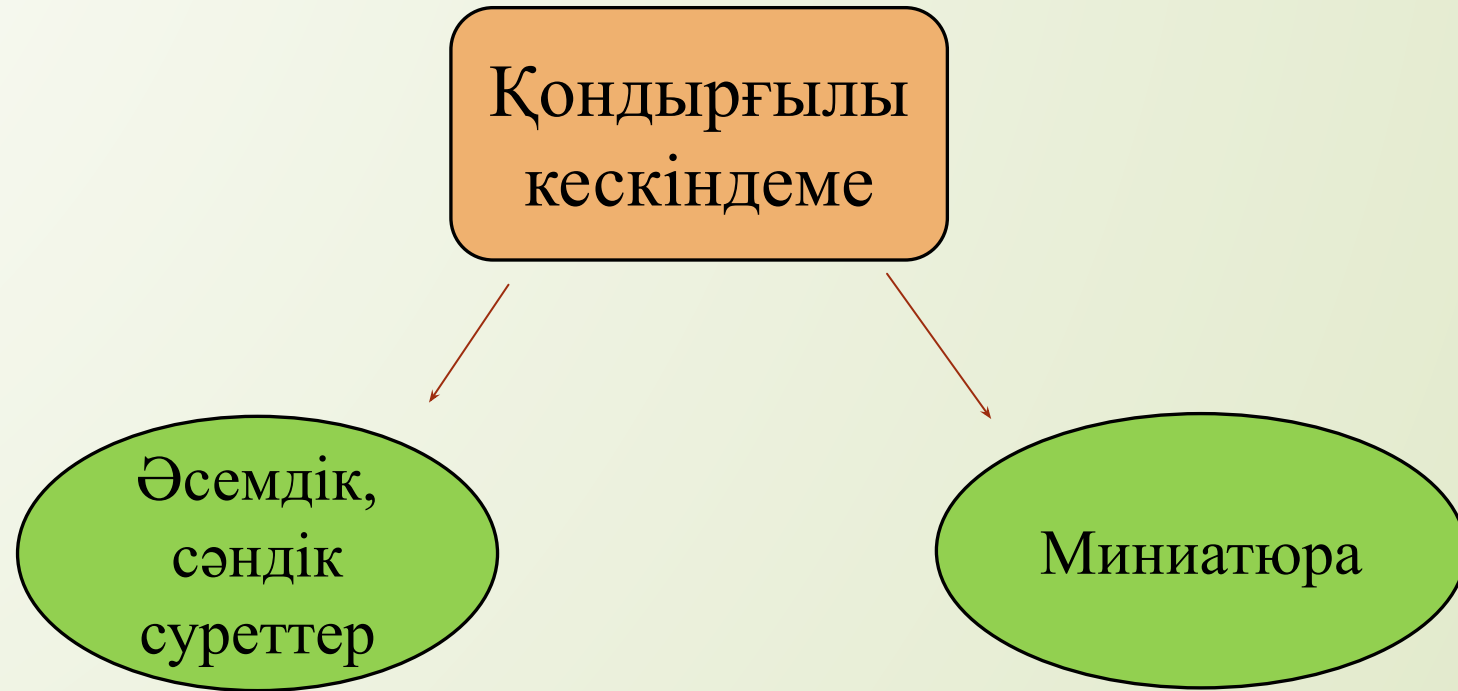 Қондырғылы
кескіндеме
Әсемдік,
сәндік
суреттер
Миниатюра